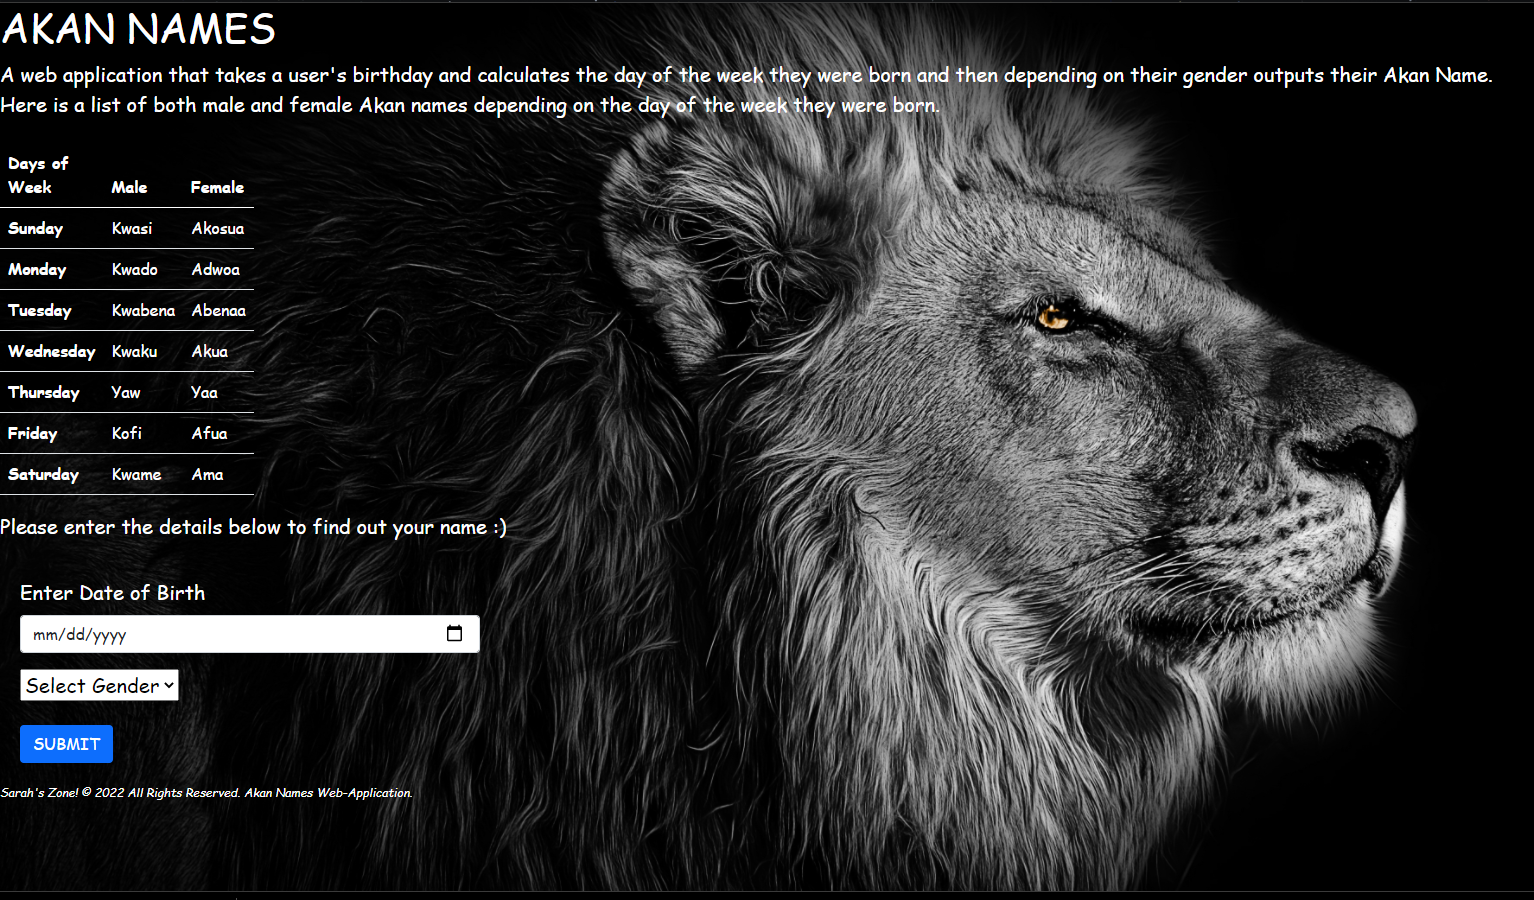 AKAN NAMES
A web application that takes a user's birthday and calculates the day of the week they were born and then depending on their gender outputs their Akan Name.
Here is a list of both male and female Akan names depending on the day of the week they were born.
Days of
Week Male Female
Sunday Kwasi Akosua
Monday Kwado Adwoa
Tuesday Kwabena Abenaa
Wednesday Kwaku Akua
Thursday Yaw Yaa
Friday Kofi Afua
Saturday Kwame Ama
Please enter the details below to find out your name :)
Enter Date of Birth
mm/dd/yyyy
Select Gender
SUBMIT
Sarah's Zone! © 2022 All Rights Reserved. Akan Names Web-Application.